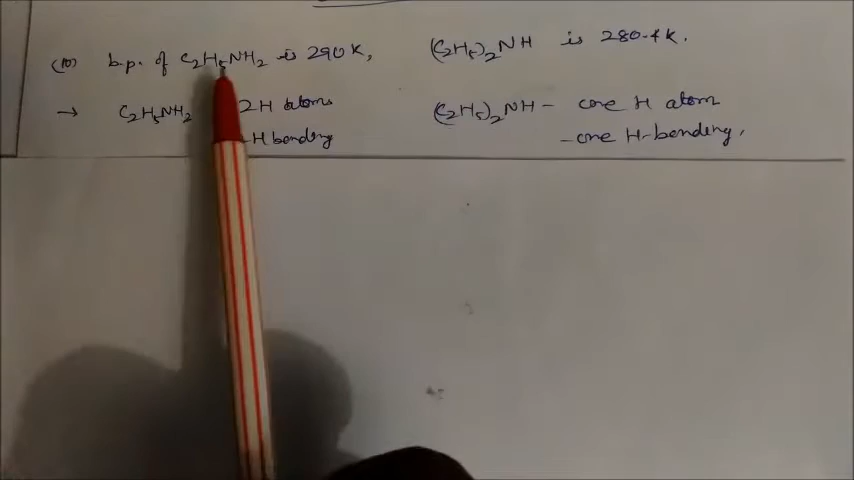 (10) b.p. of C2H5NH2 is 290 K, (C2H5)2NH is 280.4 K.
→ C2H5NH2 2H atoms (C2H5)2NH - one H atom
H bonding - one H-bonding,